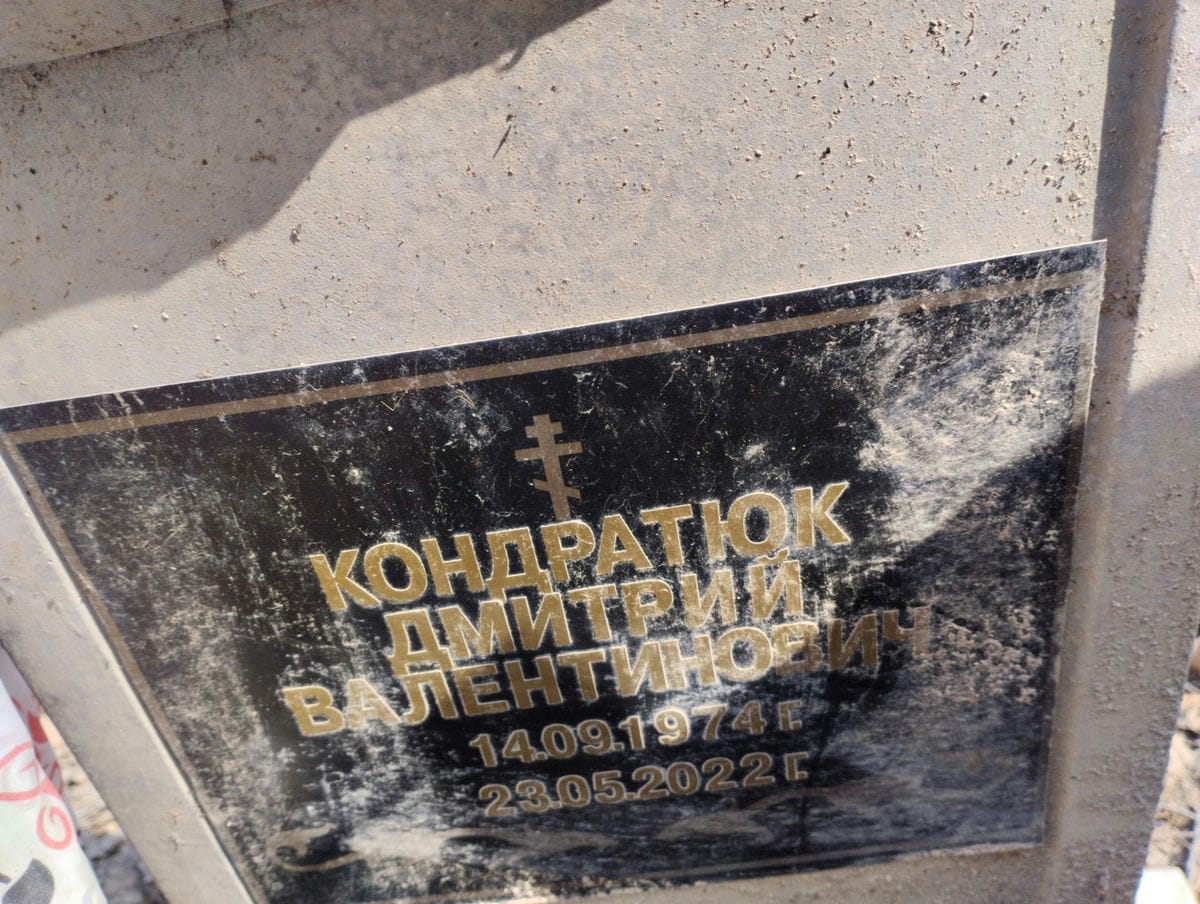 КОНДРАТЮК
ДМИТРИЙ
ВАЛЕНТИНОВИЧ
14.09.1974 г.
23.05.2022 г.